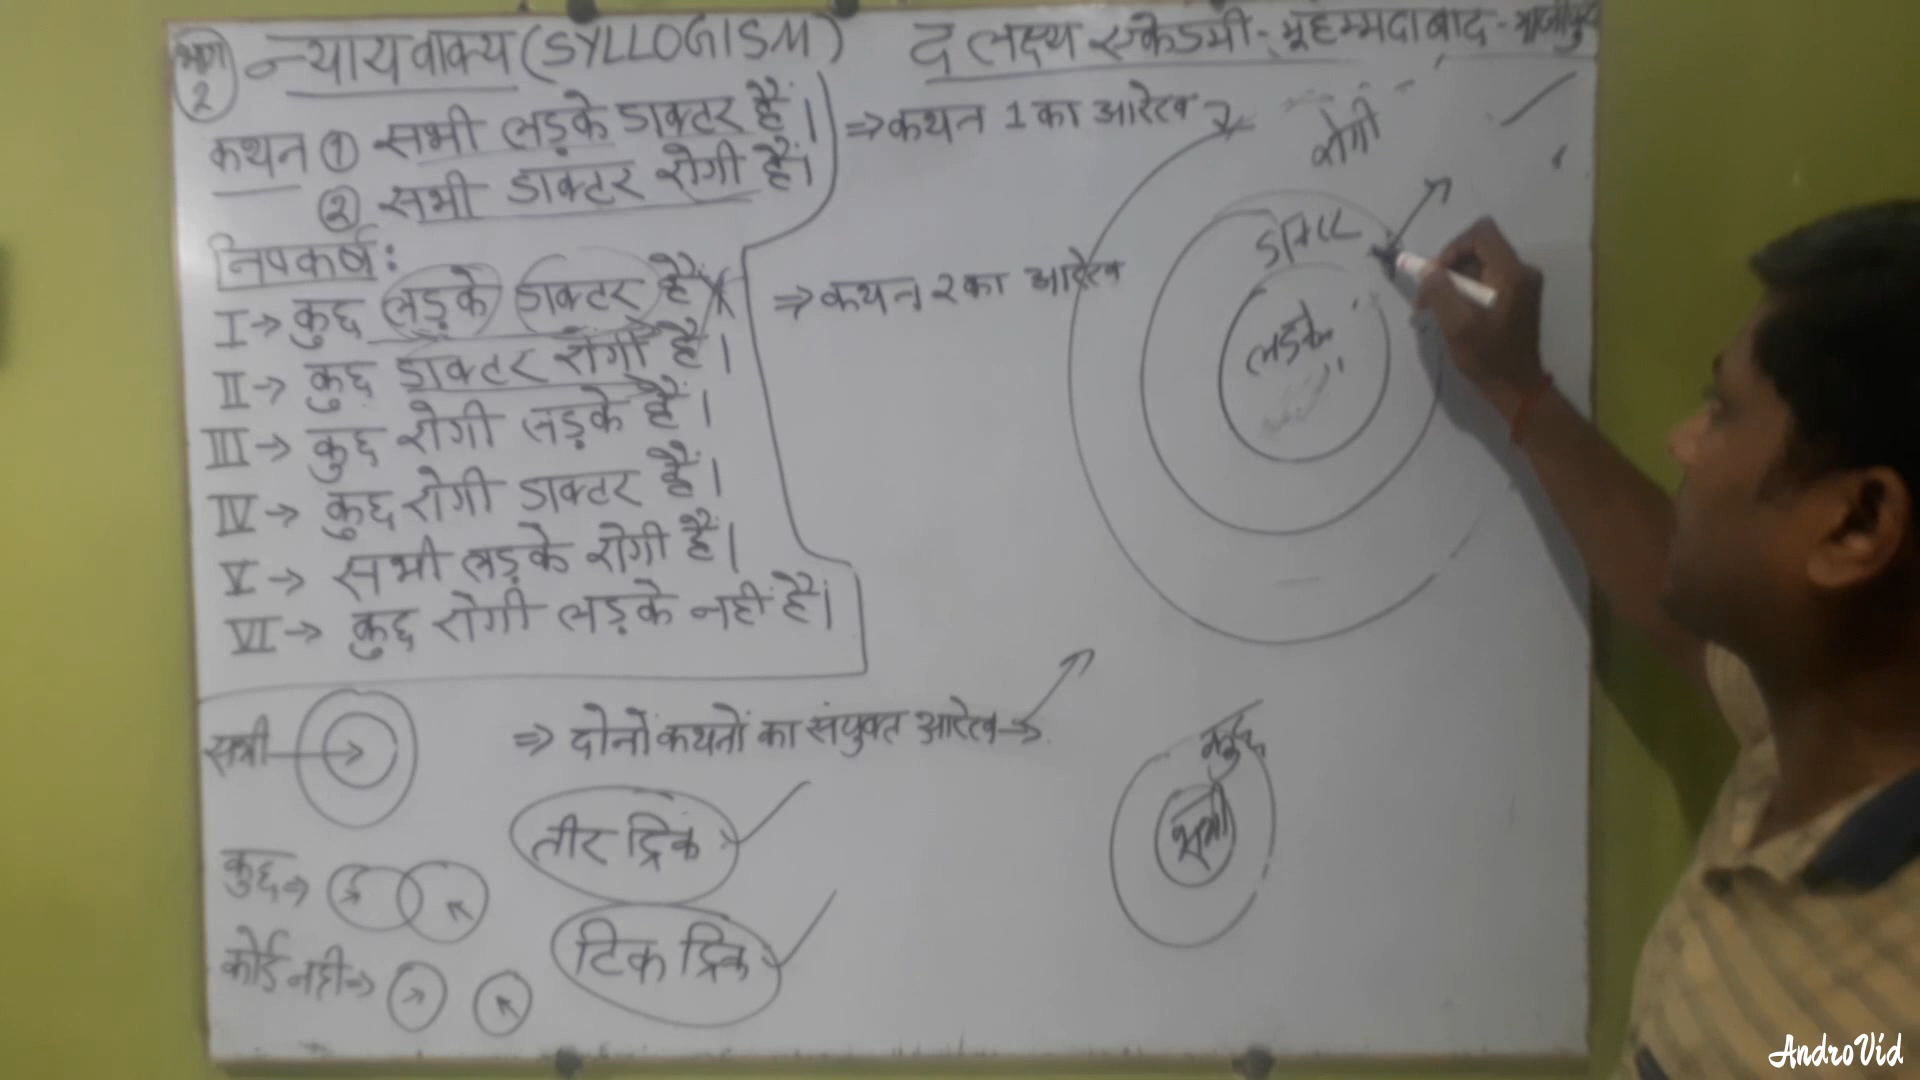 भाग 2 न्यायवाक्य (SYLLOGISM) द लक्ष्य एकेडमी - मुहम्मदाबाद - गाजीपुर
कथन ① सभी लड़के डाक्टर हैं।
② सभी डाक्टर रोगी हैं।
निष्कर्ष:
I → कुछ लड़के डाक्टर हैं।
II → कुछ डाक्टर रोगी हैं।
III → कुछ रोगी लड़के हैं।
IV → कुछ रोगी डाक्टर हैं।
V → सभी लड़के रोगी हैं।
VI → कुछ रोगी लड़के नहीं हैं।
⇒ कथन 1 का आरेख
⇒ कथन 2 का आरेख
रोगी
डाक्टर
लड़के
सभी
⇒ दोनों कथनों का संयुक्त आरेख →
कुछ ⇒
कोई नहीं ⇒
तीर ट्रिक
टिक ट्रिक
कुछ
सभी
AndroVid